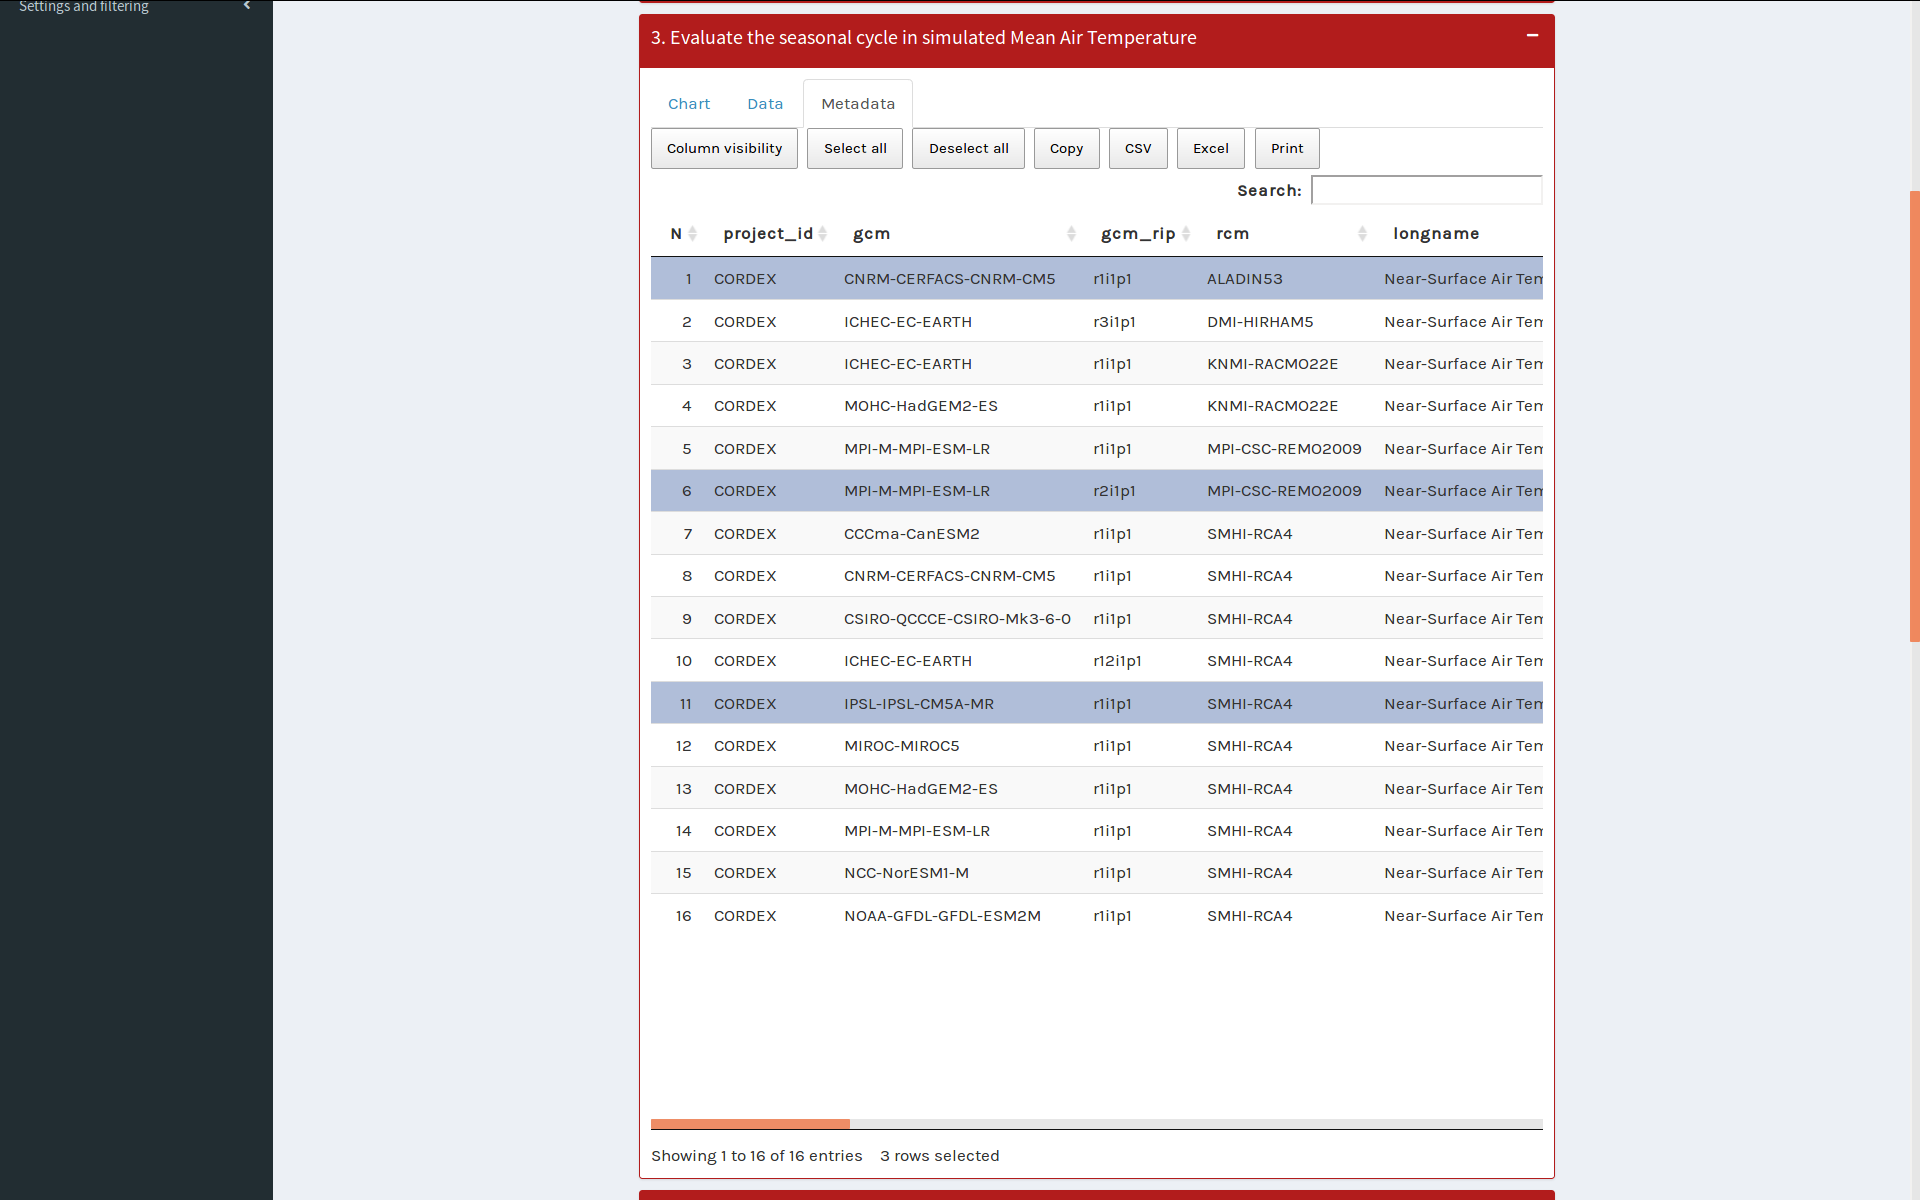 Settings and filtering
3. Evaluate the seasonal cycle in simulated Mean Air Temperature
Chart Data Metadata
Column visibility Select all Deselect all Copy CSV Excel Print
Search:
N project_id gcm gcm_rip rcm longname
1 CORDEX CNRM-CERFACS-CNRM-CM5 r1i1p1 ALADIN53 Near-Surface Air Tem
2 CORDEX ICHEC-EC-EARTH r3i1p1 DMI-HIRHAM5 Near-Surface Air Tem
3 CORDEX ICHEC-EC-EARTH r1i1p1 KNMI-RACMO22E Near-Surface Air Tem
4 CORDEX MOHC-HadGEM2-ES r1i1p1 KNMI-RACMO22E Near-Surface Air Tem
5 CORDEX MPI-M-MPI-ESM-LR r1i1p1 MPI-CSC-REMO2009 Near-Surface Air Tem
6 CORDEX MPI-M-MPI-ESM-LR r2i1p1 MPI-CSC-REMO2009 Near-Surface Air Tem
7 CORDEX CCCma-CanESM2 r1i1p1 SMHI-RCA4 Near-Surface Air Tem
8 CORDEX CNRM-CERFACS-CNRM-CM5 r1i1p1 SMHI-RCA4 Near-Surface Air Tem
9 CORDEX CSIRO-QCCCE-CSIRO-Mk3-6-0 r1i1p1 SMHI-RCA4 Near-Surface Air Tem
10 CORDEX ICHEC-EC-EARTH r12i1p1 SMHI-RCA4 Near-Surface Air Tem
11 CORDEX IPSL-IPSL-CM5A-MR r1i1p1 SMHI-RCA4 Near-Surface Air Tem
12 CORDEX MIROC-MIROC5 r1i1p1 SMHI-RCA4 Near-Surface Air Tem
13 CORDEX MOHC-HadGEM2-ES r1i1p1 SMHI-RCA4 Near-Surface Air Tem
14 CORDEX MPI-M-MPI-ESM-LR r1i1p1 SMHI-RCA4 Near-Surface Air Tem
15 CORDEX NCC-NorESM1-M r1i1p1 SMHI-RCA4 Near-Surface Air Tem
16 CORDEX NOAA-GFDL-GFDL-ESM2M r1i1p1 SMHI-RCA4 Near-Surface Air Tem
Showing 1 to 16 of 16 entries 3 rows selected